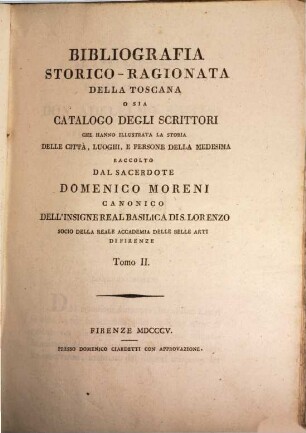 BIBLIOGRAFIA
STORICO-RAGIONATA
DELLA TOSCANA
O SIA
CATALOGO DEGLI SCRITTORI
CHE HANNO ILLUSTRATA LA STORIA
DELLE CITTÀ, LUOGHI, E PERSONE DELLA MEDESIMA
RACCOLTO
DAL SACERDOTE
DOMENICO MORENI
CANONICO
DELL'INSIGNE REAL BASILICA DI S. LORENZO
SOCIO DELLA REALE ACCADEMIA DELLE BELLE ARTI
DI FIRENZE
Tomo II.
FIRENZE MDCCCV.
PRESSO DOMENICO CIARDETTI CON APPROVAZIONE.